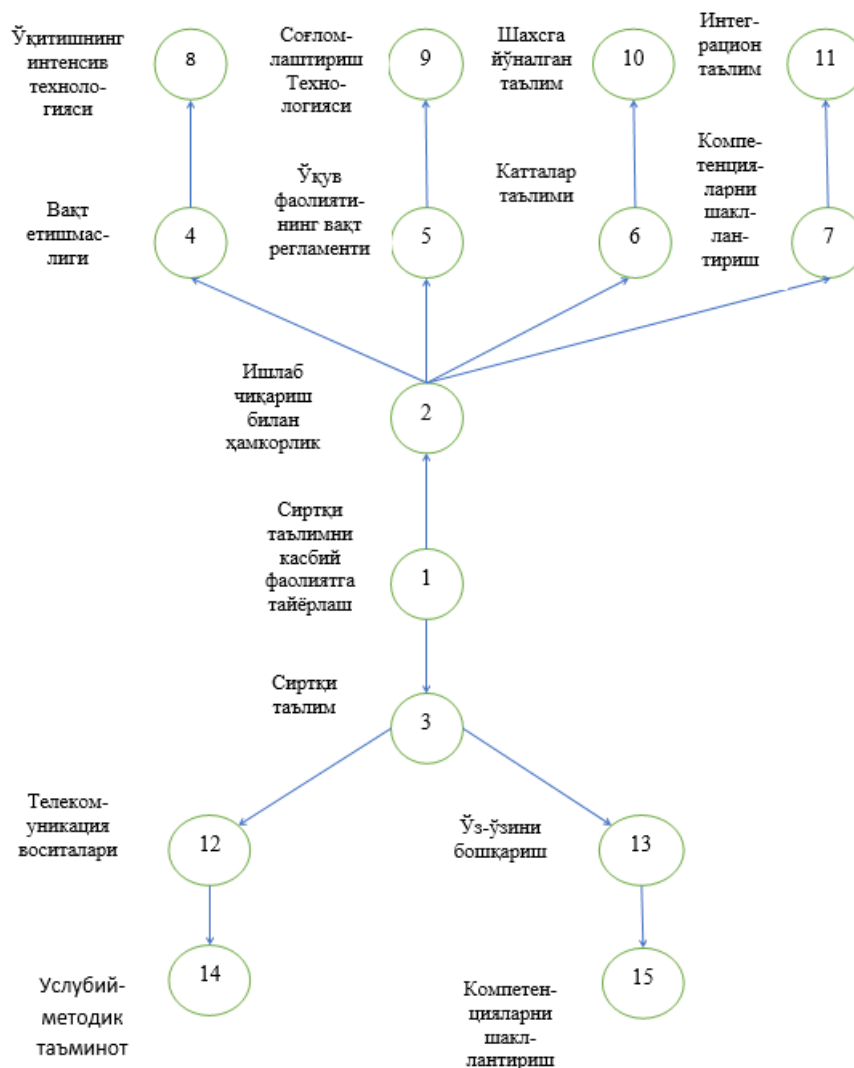 Ўқитишнинг
интенсив
техноло-
гияси
8
Соғлом-
лаштириш
Техно-
логияси
9
Шахсга
йўналган
таълим
10
Интег-
рацион
таълим
11
Вақт
етишмас-
лиги
4
Ўқув
фаолияти-
нинг вақт
регламенти
5
Катталар
таълими
6
Компе-
тенция-
ларни
шакл-
лан-
тириш
7
Ишлаб
чиқариш
билан
ҳамкорлик
2
Сиртқи
таълимни
касбий
фаолиятга
тайёрлаш
1
Сиртқи
таълим
3
Телеком-
уникация
воситалари
12
Ўз-ўзини
бошқариш
13
Услубий-
методик
таъминот
14
Компетен-
цияларни
шакл-
лантириш
15